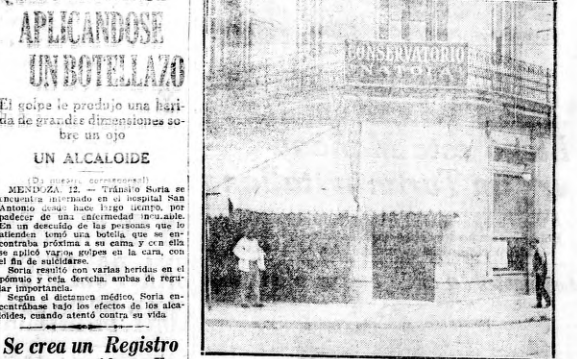 APLICANDOSE
UN BOTELLAZO
El golpe le produjo una heri-
da de grandes dimensiones so-
bre un ojo
UN ALCALOIDE
(De nuestro corresponsal)
MENDOZA, 12. — Tránsito Soria se
encuentra internado en el hospital San
Antonio desde hace largo tiempo, por
padecer de una enfermedad incurable.
En un descuido de las personas que lo
atienden tomó una botella que se en-
contraba próxima a su cama y con ella
se aplicó varios golpes en la cara, con
el fin de suicidarse.
Soria resultó con varias heridas en el
pómulo y ceja derecha, ambas de regu-
lar importancia.
Según el dictamen médico, Soria en-
contrábase bajo los efectos de los alca-
loides, cuando atentó contra su vida
Se crea un Registro
CONSERVATORIO